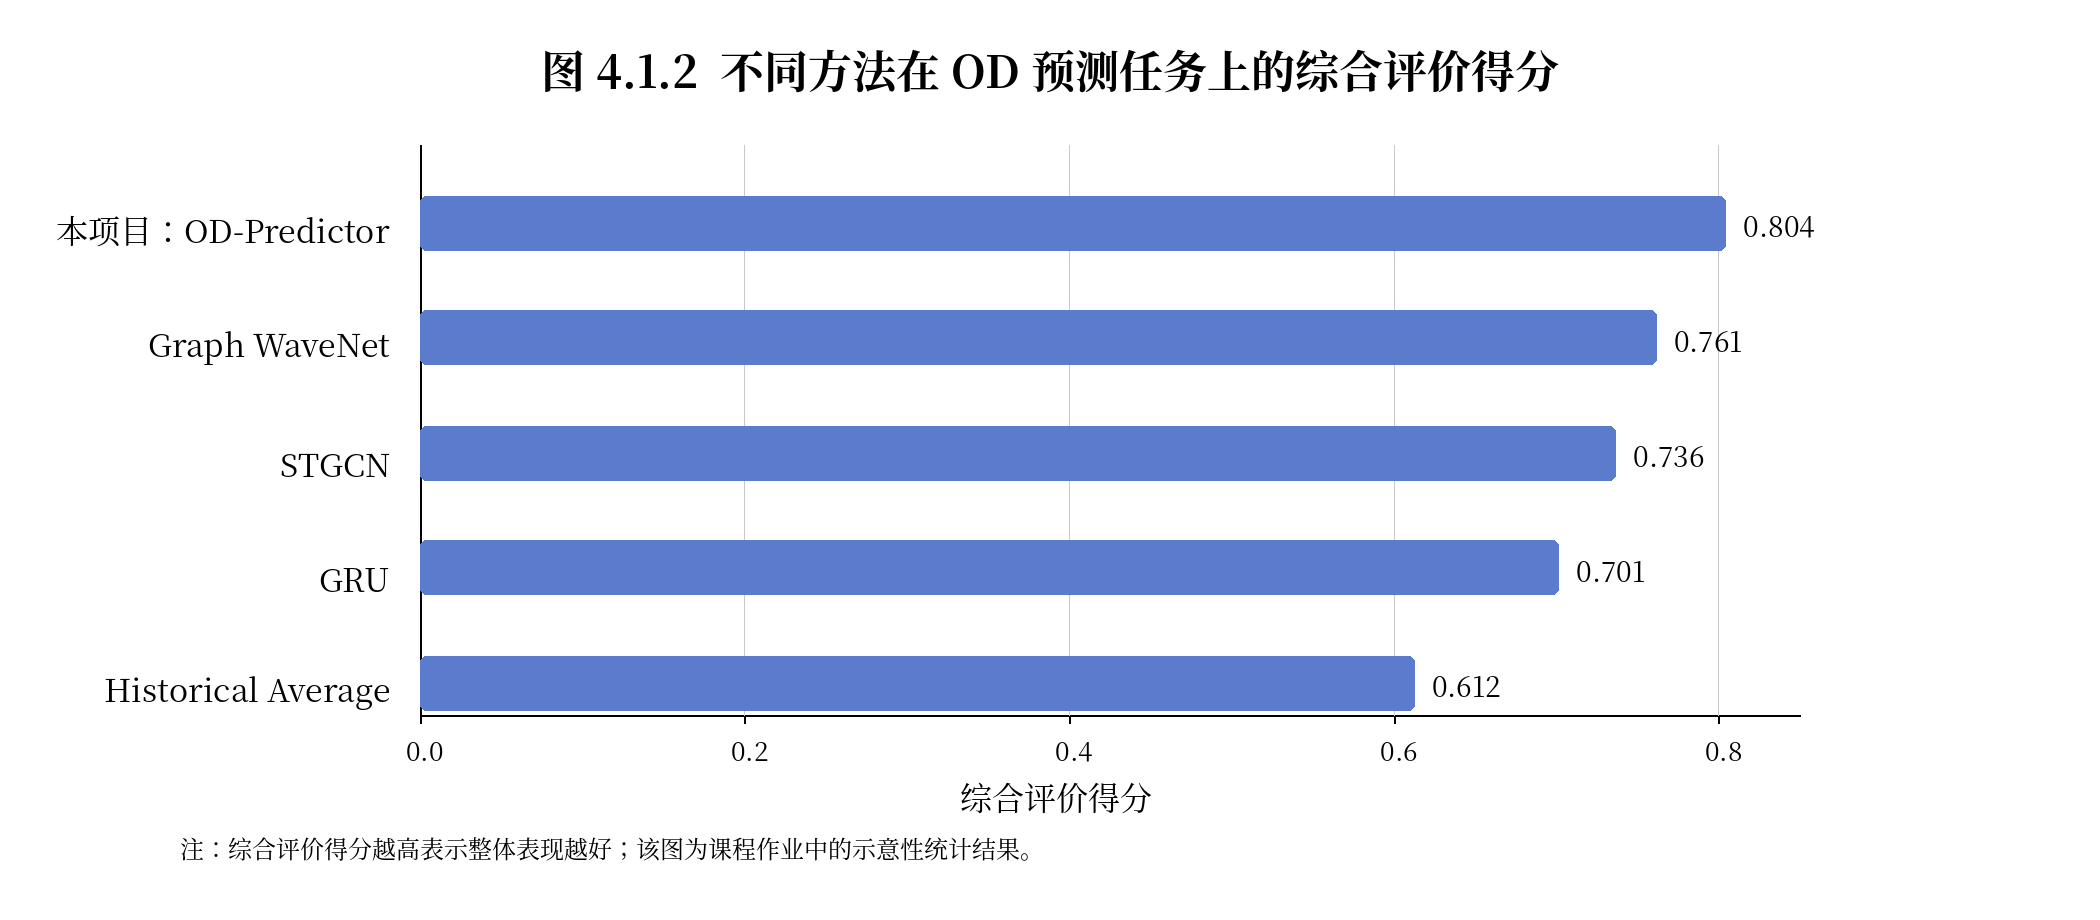 图 4.1.2 不同方法在 OD 预测任务上的综合评价得分
本项目：OD-Predictor
0.804
Graph WaveNet
0.761
STGCN
0.736
GRU
0.701
Historical Average
0.612
0.0 0.2 0.4 0.6 0.8
综合评价得分
注：综合评价得分越高表示整体表现越好；该图为课程作业中的示意性统计结果。